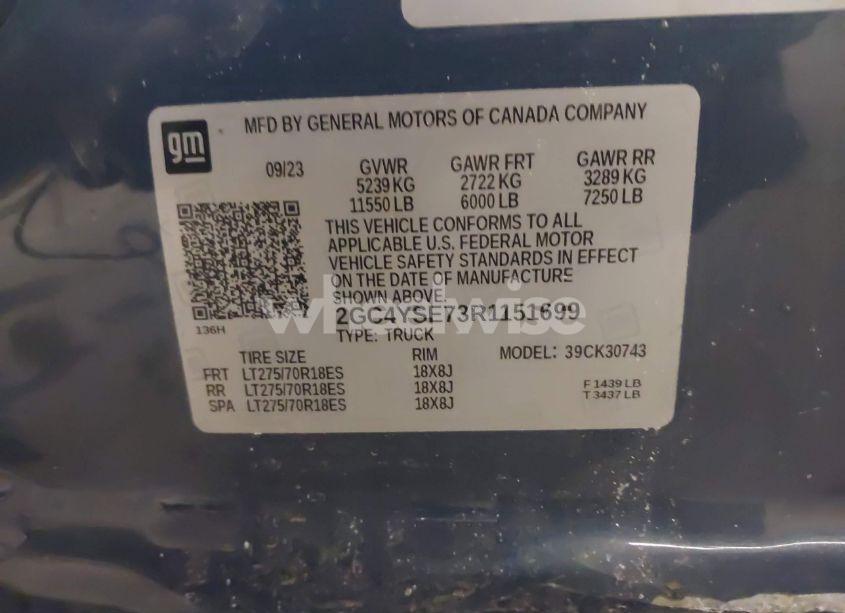 gm
MFD BY GENERAL MOTORS OF CANADA COMPANY
09/23 GVWR GAWR FRT GAWR RR
5239 KG 2722 KG 3289 KG
11550 LB 6000 LB 7250 LB
THIS VEHICLE CONFORMS TO ALL
APPLICABLE U.S. FEDERAL MOTOR
VEHICLE SAFETY STANDARDS IN EFFECT
ON THE DATE OF MANUFACTURE
SHOWN ABOVE.
2GC4YSE73R1151699
136H
TYPE: TRUCK
TIRE SIZE RIM MODEL: 39CK30743
FRT LT275/70R18ES 18X8J
RR LT275/70R18ES 18X8J F 1439 LB
SPA LT275/70R18ES 18X8J T 3437 LB
wheelwise